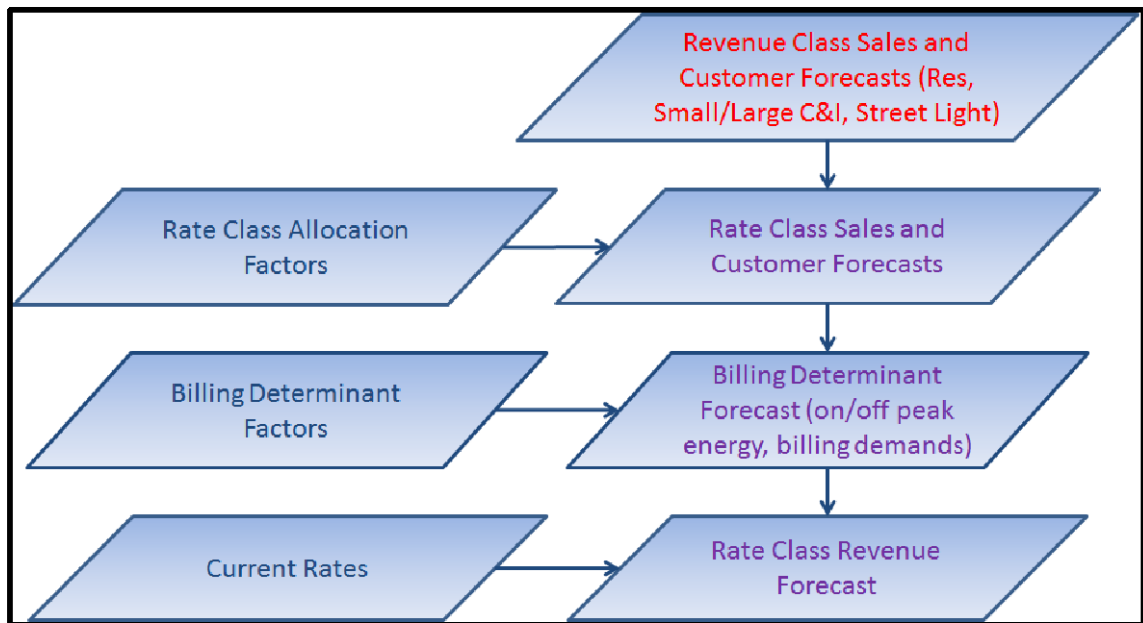 Revenue Class Sales and
Customer Forecasts (Res,
Small/Large C&I, Street Light)
Rate Class Allocation
Factors
Rate Class Sales and
Customer Forecasts
Billing Determinant
Factors
Billing Determinant
Forecast (on/off peak
energy, billing demands)
Current Rates
Rate Class Revenue
Forecast